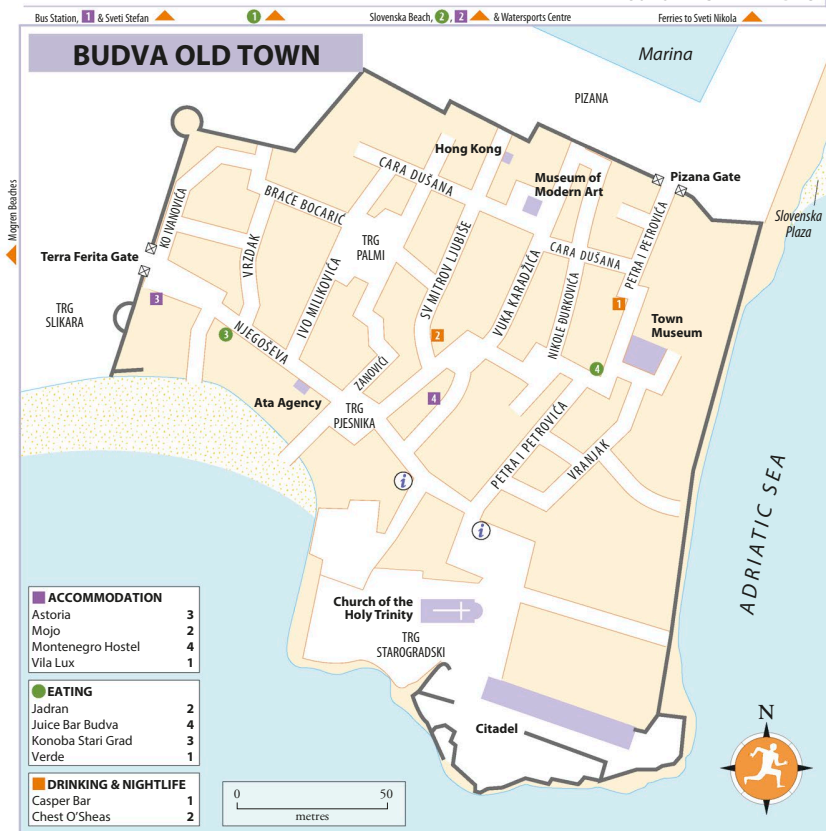 Bus Station, 1 & Sveti Stefan
1
Slovenska Beach, 2, 2 & Watersports Centre
Ferries to Sveti Nikola
BUDVA OLD TOWN
Marina
PIZANA
Hong Kong
CARA DUŠANA
Museum of
Modern Art
Pizana Gate
Slovenska
Plaza
Mogren Beaches
KO IVANOVIĆA
BRAĆE BOCARIĆ
VRZDAK
TRG
PALMI
Terra Ferita Gate
TRG
SLIKARA
3
3
NJEGOŠEVA
IVO MILIKOVIĆA
SV MITROV LJUBIŠE
VUKA KARADŽIĆA
CARA DUŠANA
NIKOLE ĐURKOVIĆA
PETRA I PETROVIĆA
1
Town
Museum
2
4
ZANOVIĆI
Ata Agency
TRG
PJESNIKA
4
PETRA I PETROVIĆA
VRANJAK
i
i
ADRIATIC SEA
Church of the
Holy Trinity
TRG
STAROGRADSKI
Citadel
ACCOMMODATION
Astoria 3
Mojo 2
Montenegro Hostel 4
Vila Lux 1
EATING
Jadran 2
Juice Bar Budva 4
Konoba Stari Grad 3
Verde 1
DRINKING & NIGHTLIFE
Casper Bar 1
Chest O'Sheas 2
0 50
metres
N